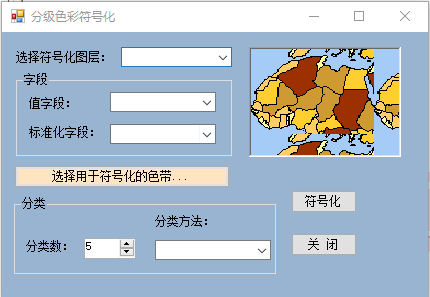 分级色彩符号化
选择符号化图层：
字段
值字段：
标准化字段：
选择用于符号化的色带...
分类
分类方法：
分类数： 5
符号化
关 闭